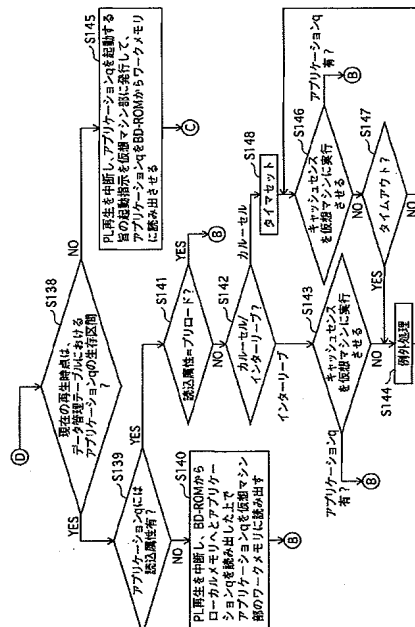 D
S138
現在の再生時点は、
データ管理テーブルにおける
アプリケーションqの生存区間
?
YES
NO
S145
PL再生を中断し、アプリケーションqを起動する
旨の起動指示を仮想マシン部に発行して、
アプリケーションqをBD-ROMからワークメモリ
に読み出させる
C
S139
アプリケーションqには
読込属性有?
YES
NO
S140
PL再生を中断し、BD-ROMから
ローカルメモリへとアプリケー
ションqを読み出した上で
アプリケーションqを仮想マシン
部のワークメモリに読み出す
B
S141
読込属性=プリロード?
YES
B
NO
S142
カルーセル/
インターリーブ?
カルーセル
インターリーブ
S148
タイマセット
S143
キャッシュセンス
を仮想マシンに実行
させる
アプリケーションq
有?
B
NO
S144
例外処理
S146
キャッシュセンス
を仮想マシンに実行
させる
アプリケーションq
有?
B
NO
S147
タイムアウト?
YES
NO